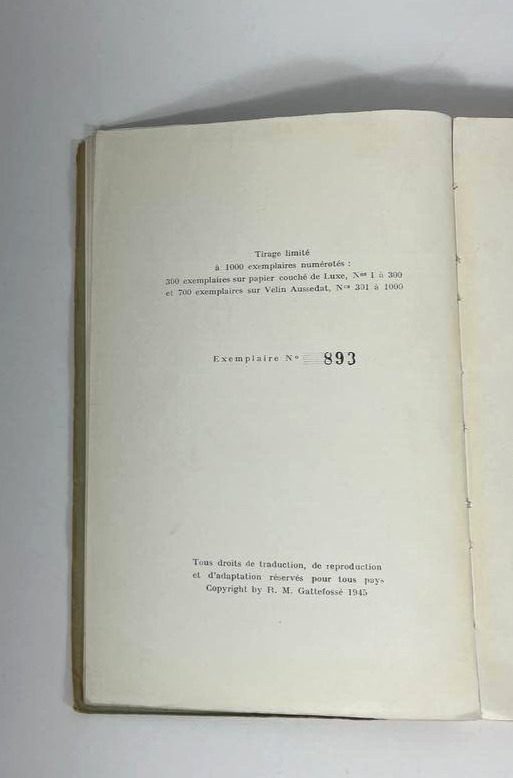 Tirage limité
à 1000 exemplaires numérotés :
300 exemplaires sur papier couché de Luxe, Nos 1 à 300
et 700 exemplaires sur Velin Aussedat, Nos 301 à 1000
Exemplaire No 893
Tous droits de traduction, de reproduction
et d'adaptation réservés pour tous pays
Copyright by R. M. Gattefossé 1945